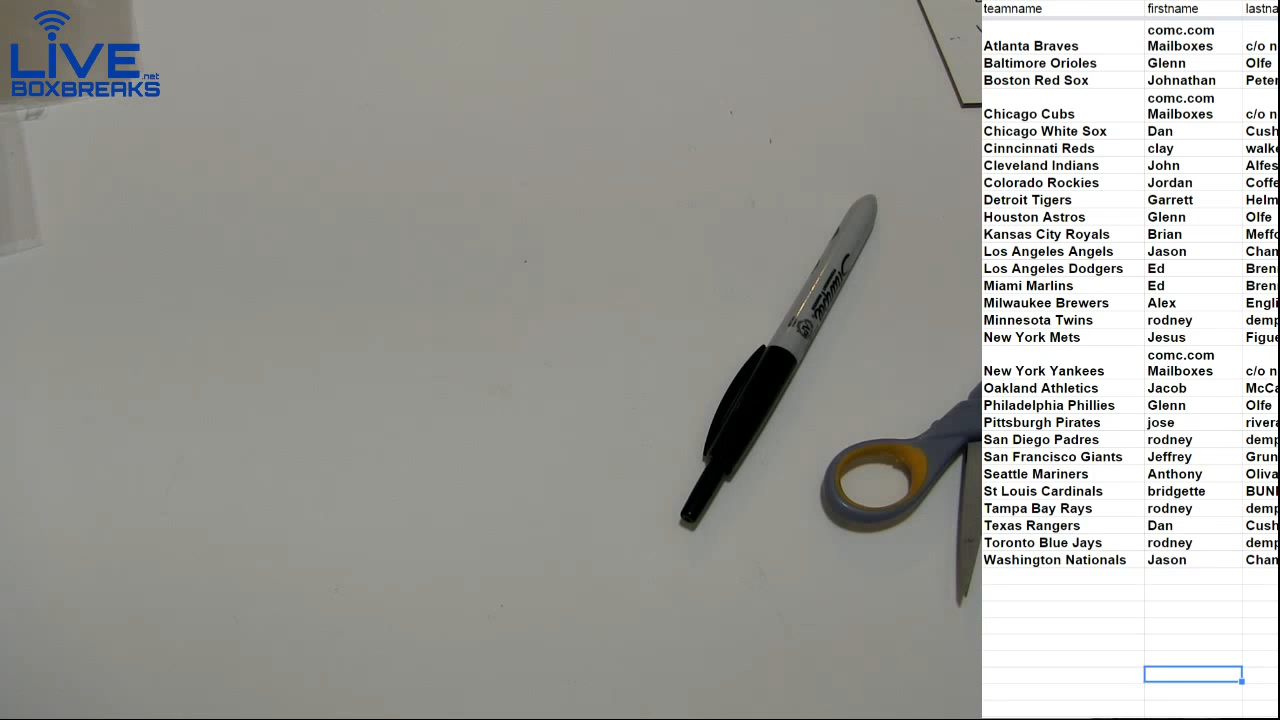 LIVE
.net
BOXBREAKS
teamname firstname lastna
comc.com
Atlanta Braves Mailboxes c/o n
Baltimore Orioles Glenn Olfe
Boston Red Sox Johnathan Peter
comc.com
Chicago Cubs Mailboxes c/o n
Chicago White Sox Dan Cush
Cinncinnati Reds clay walke
Cleveland Indians John Alfes
Colorado Rockies Jordan Coffe
Detroit Tigers Garrett Helm
Houston Astros Glenn Olfe
Kansas City Royals Brian Meffo
Los Angeles Angels Jason Chan
Los Angeles Dodgers Ed Bren
Miami Marlins Ed Bren
Milwaukee Brewers Alex Engli
Minnesota Twins rodney demp
New York Mets Jesus Figue
comc.com
New York Yankees Mailboxes c/o n
Oakland Athletics Jacob McCa
Philadelphia Phillies Glenn Olfe
Pittsburgh Pirates jose rivera
San Diego Padres rodney demp
San Francisco Giants Jeffrey Grun
Seattle Mariners Anthony Oliva
St Louis Cardinals bridgette BUNI
Tampa Bay Rays rodney demp
Texas Rangers Dan Cush
Toronto Blue Jays rodney demp
Washington Nationals Jason Chan
Sharpie